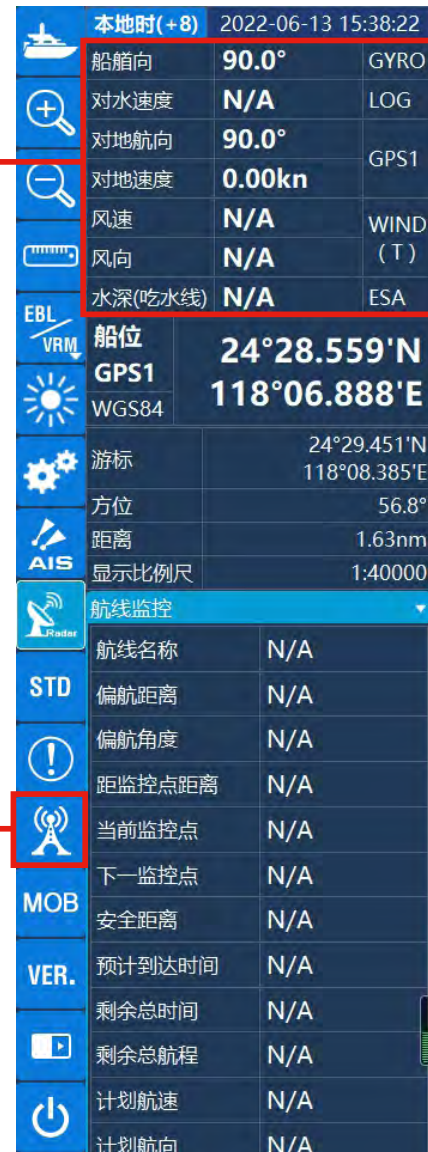 本地时(+8) 2022-06-13 15:38:22
船艏向 90.0° GYRO
对水速度 N/A LOG
对地航向 90.0°
GPS1
对地速度 0.00kn
风速 N/A WIND
风向 N/A (T)
水深(吃水线) N/A ESA
EBL
VRM
船位
GPS1
WGS84
24°28.559'N
118°06.888'E
游标
24°29.451'N
118°08.385'E
方位 56.8°
距离 1.63nm
AIS
显示比例尺 1:40000
Radar
航线监控
航线名称 N/A
STD
偏航距离 N/A
偏航角度 N/A
距监控点距离 N/A
当前监控点 N/A
下一监控点 N/A
MOB
安全距离 N/A
VER.
预计到达时间 N/A
剩余总时间 N/A
剩余总航程 N/A
计划航速 N/A
计划航向 N/A